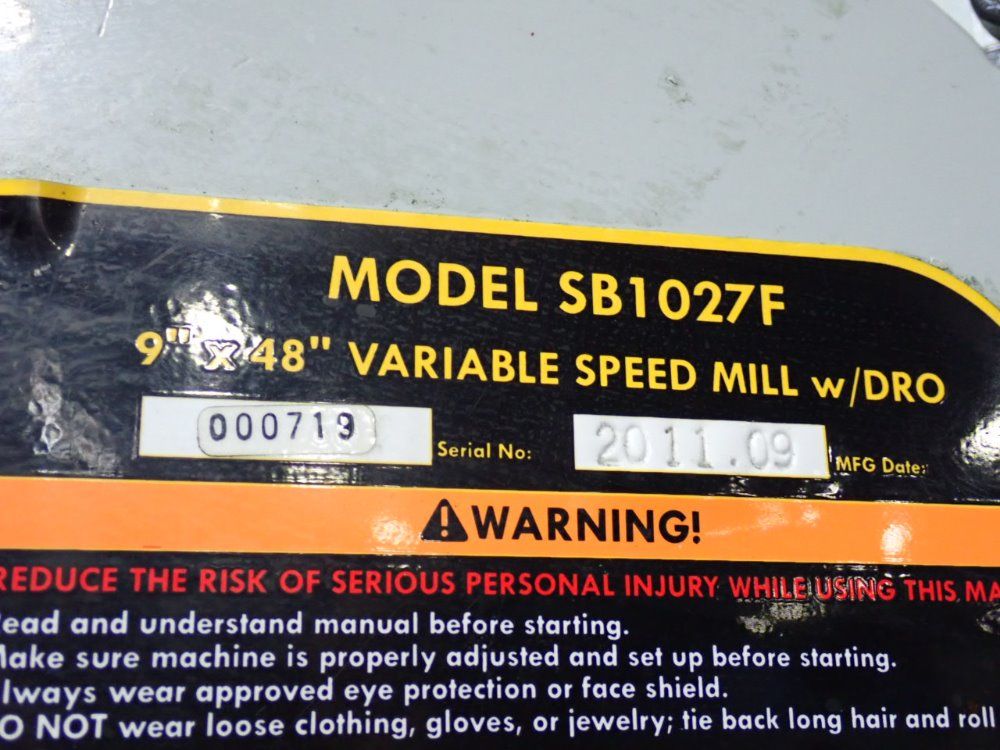 MODEL SB1027F
9" x 48" VARIABLE SPEED MILL w/DRO
000719 Serial No: 2011.09 MFG Date:
WARNING!
REDUCE THE RISK OF SERIOUS PERSONAL INJURY WHILE USING THIS MA
ead and understand manual before starting.
ake sure machine is properly adjusted and set up before starting.
lways wear approved eye protection or face shield.
O NOT wear loose clothing, gloves, or jewelry; tie back long hair and roll